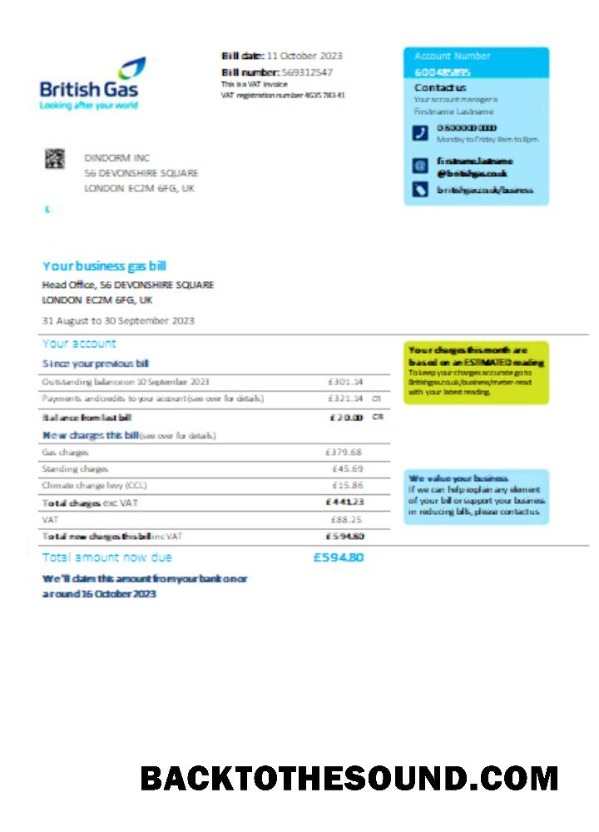 British Gas
Looking after your world
Bill date: 11 October 2023
Bill number: 569312547
This is a VAT invoice
VAT registration number 4635 783 41
Account Number
600485895
Contact us
Your account manager is
Firstname Lastname
0800 000 0000
Monday to Friday 8am to 8pm
firstname.lastname
@britishgas.co.uk
britishgas.co.uk/business
DINDORM INC
56 DEVONSHIRE SQUARE
LONDON EC2M 6FG, UK
Your business gas bill
Head Office, 56 DEVONSHIRE SQUARE
LONDON EC2M 6FG, UK
31 August to 30 September 2023
Your account
Since your previous bill
Outstanding balance on 10 September 2023 £301.14
Payments and credits to your account (see over for details) £321.14 CR
Balance from last bill £20.00 CR
New charges this bill (see over for details)
Gas charges £379.68
Standing charges £45.69
Climate change levy (CCL) £15.86
Total charges exc VAT £441.23
VAT £88.25
Total new charges this bill inc VAT £594.80
Total amount now due £594.80
We'll claim this amount from your bank on or
around 16 October 2023
Your charges this month are
based on an ESTIMATED reading
To keep your charges accurate go to
Britishgas.co.uk/business/meter-read
with your latest reading.
We value your business
If we can help explain any element
of your bill or support your business
in reducing bills, please contact us
BACKTOTHESOUND.COM